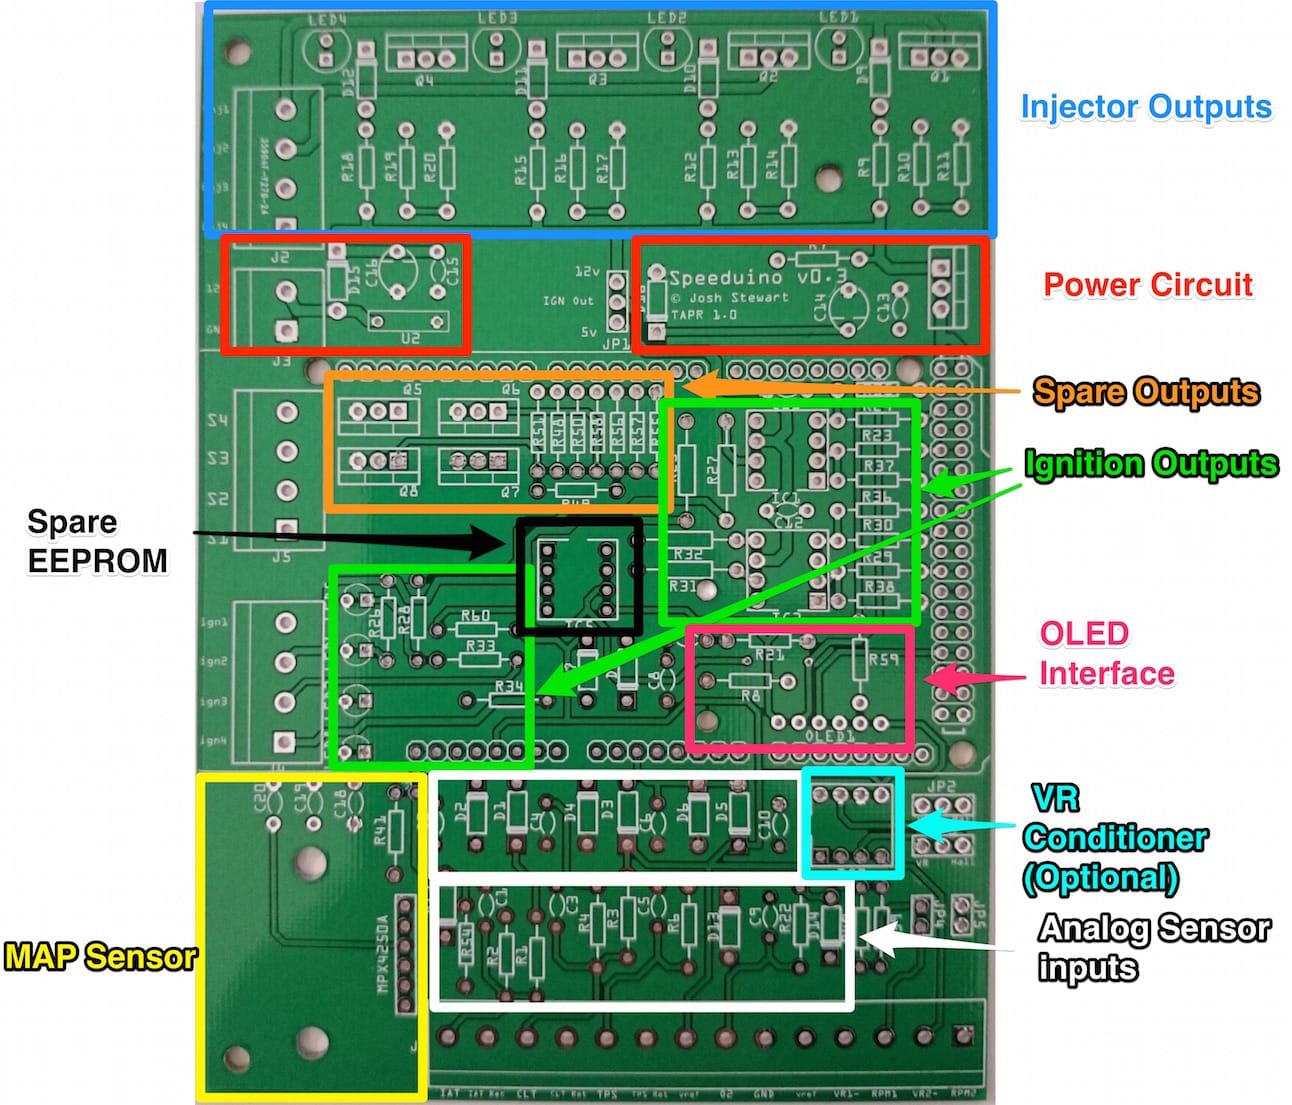 LED4 LED3 LED2 LED1
D12 Q4 D11 Q3 D10 Q2 D9 Q1
R18 R19 R20 R15 R16 R17 R12 R13 R14 R9 R10 R11
Injector Outputs
J2
D15 C16 C15
U2
J3
12v
IGN Out
5v
JP1
R7
Speeduino v0.3
© Josh Stewart
TAPR 1.0
C14 C13
Power Circuit
Spare Outputs
Q5 Q6
Q8 Q7
R49
S4
S3
S2
S1
J5
R27
R23
R37
R36
R30
R29
R38
IC1
C12
R32
R31
Ignition Outputs
Spare
EEPROM
IC5
R26 R28
R60
R33
R34
ign1
ign2
ign3
ign4
C8
R21
R8
R59
OLED1
OLED
Interface
C20 C19 C18
R41
MPX4250A
MAP Sensor
D2 D1 C4 D4 D3 C6 D6 D5 C10
JP2
VR Hall
VR
Conditioner
(Optional)
R54 C1 R2 R1 C3 R4 R3 C5 R6 D13 C9 R22 D14
JP4 JP5
Analog Sensor
inputs
IAT IAT Ret CLT CLT Ret TPS TPS Ret vref O2 GND vref VR1- RPM1 VR2- RPM2